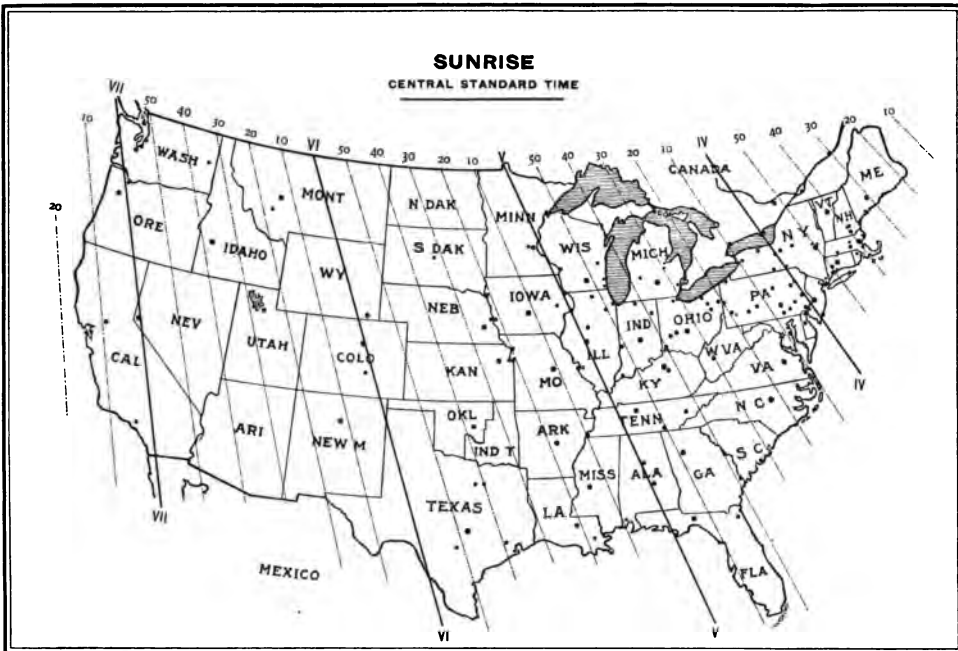 SUNRISE
CENTRAL STANDARD TIME
VII
10
50
40
30
20
10
VI
50
40
30
20
10
V
50
40
30
20
10
IV
50
40
30
20
10
CANADA
WASH
MONT
N DAK
MINN
ME
VT
NH
N Y
ORE
IDAHO
S DAK
WIS
MICH
20
WY
IOWA
PA
NEB
NEV
UTAH
COLO
ILL
IND
OHIO
W VA
CAL
KAN
MO
KY
VA
IV
OKL
TENN
N C
ARI
NEW M
IND T
ARK
S C
MISS
ALA
GA
TEXAS
LA
VII
MEXICO
FLA
VI
V